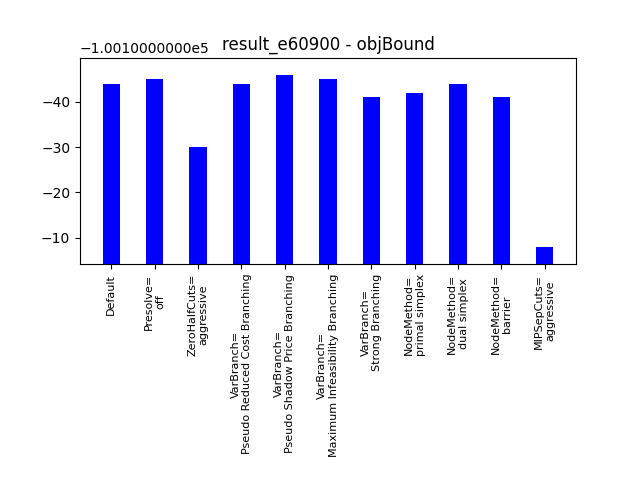 −1.0010000000e5
result_e60900 - objBound
−40
−30
−20
−10
Default
Presolve=
off
ZeroHalfCuts=
aggressive
VarBranch=
Pseudo Reduced Cost Branching
VarBranch=
Pseudo Shadow Price Branching
VarBranch=
Maximum Infeasibility Branching
VarBranch=
Strong Branching
NodeMethod=
primal simplex
NodeMethod=
dual simplex
NodeMethod=
barrier
MIPSepCuts=
aggressive